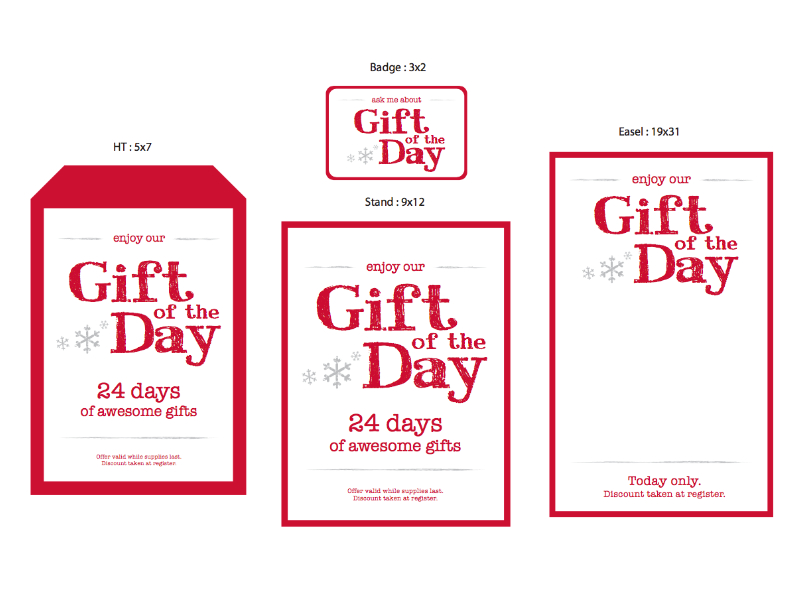 Badge : 3x2
ask me about
Gift
of the
Day
HT : 5x7
enjoy our
Gift
of the
Day
24 days
of awesome gifts
Offer valid while supplies last.
Discount taken at register.
Stand : 9x12
enjoy our
Gift
of the
Day
24 days
of awesome gifts
Offer valid while supplies last.
Discount taken at register.
Easel : 19x31
enjoy our
Gift
of the
Day
Today only.
Discount taken at register.